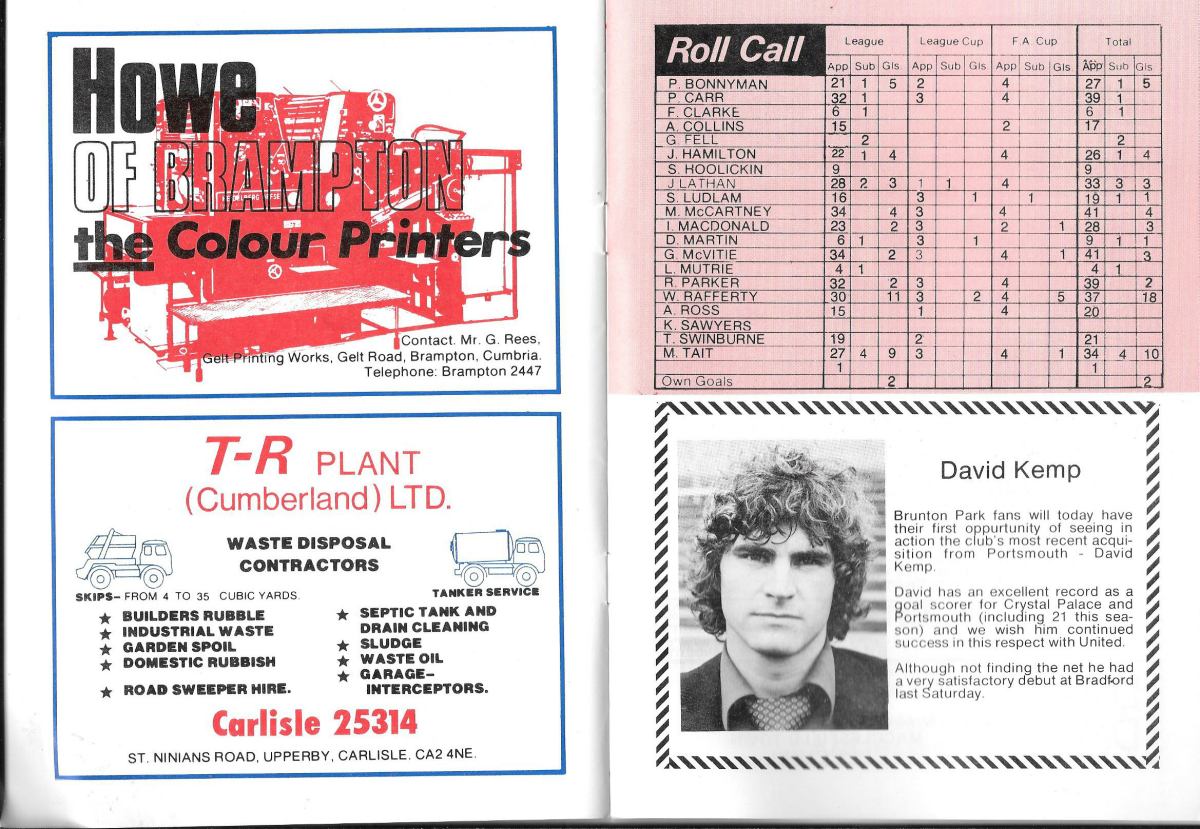 Howe
OF BRAMPTON
the Colour Printers
Contact. Mr. G. Rees,
Gelt Printing Works, Gelt Road, Brampton, Cumbria.
Telephone: Brampton 2447
T-R PLANT
(Cumberland) LTD.
WASTE DISPOSAL
CONTRACTORS
SKIPS- FROM 4 TO 35 CUBIC YARDS.
TANKER SERVICE
★ BUILDERS RUBBLE
★ INDUSTRIAL WASTE
★ GARDEN SPOIL
★ DOMESTIC RUBBISH
★ ROAD SWEEPER HIRE.
★ SEPTIC TANK AND
DRAIN CLEANING
★ SLUDGE
★ WASTE OIL
★ GARAGE-
INTERCEPTORS.
Carlisle 25314
ST. NINIANS ROAD, UPPERBY, CARLISLE. CA2 4NE.
Roll Call League League Cup F.A. Cup Total
App Sub Gls App Sub Gls App Sub Gls App Sub Gls
P. BONNYMAN 21 1 5 2 4 27 1 5
P. CARR 32 1 3 4 39 1
F. CLARKE 6 1 6 1
A. COLLINS 15 2 17
G. FELL 2 2
J. HAMILTON 22 1 4 4 26 1 4
S. HOOLICKIN 9 9
J LATHAN 28 2 3 1 1 4 33 3 3
S. LUDLAM 16 3 1 1 19 1 1
M. McCARTNEY 34 4 3 4 41 4
I. MACDONALD 23 2 3 2 1 28 3
D. MARTIN 6 1 3 1 9 1 1
G. McVITIE 34 2 3 4 1 41 3
L. MUTRIE 4 1 4 1
R. PARKER 32 2 3 4 39 2
W. RAFFERTY 30 11 3 2 4 5 37 18
A. ROSS 15 1 4 20
K. SAWYERS
T. SWINBURNE 19 2 21
M. TAIT 27 4 9 3 4 1 34 4 10
1 1
Own Goals 2 2
David Kemp
Brunton Park fans will today have
their first oppurtunity of seeing in
action the club's most recent acqui-
sition from Portsmouth - David
Kemp.
David has an excellent record as a
goal scorer for Crystal Palace and
Portsmouth (including 21 this sea-
son) and we wish him continued
success in this respect with United.
Although not finding the net he had
a very satisfactory debut at Bradford
last Saturday.